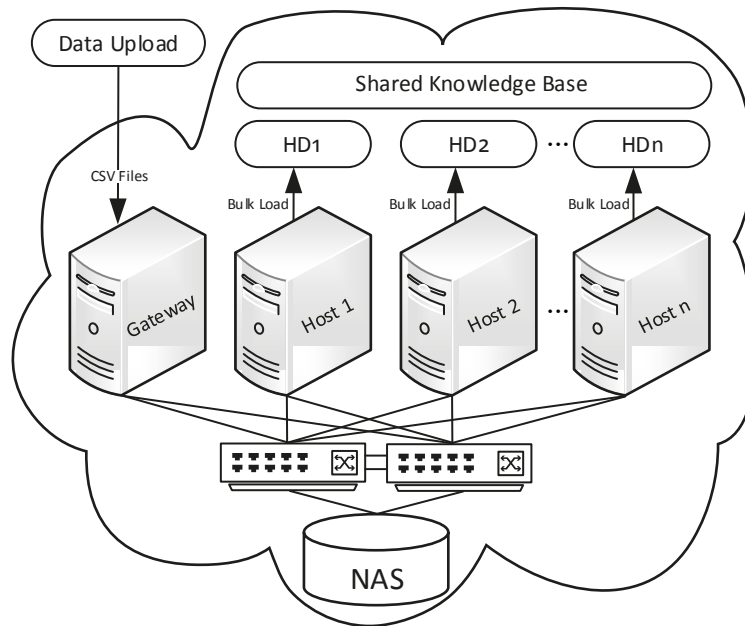 Data Upload
Shared Knowledge Base
HD1
HD2
...
HDn
CSV Files
Bulk Load
Bulk Load
Bulk Load
Gateway
Host 1
Host 2
...
Host n
NAS